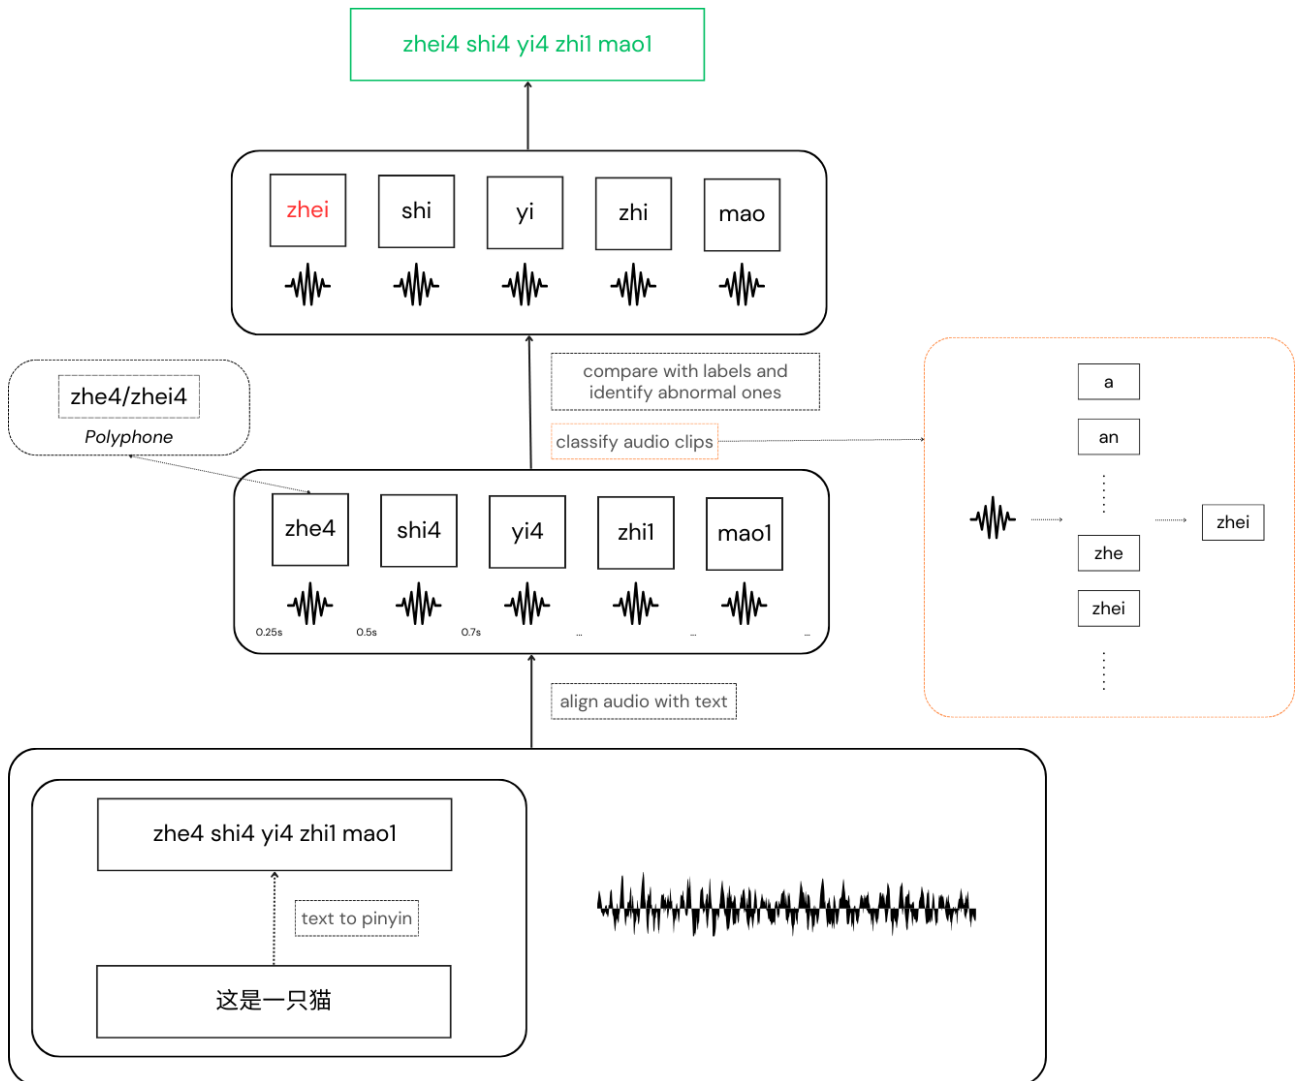 zhei4 shi4 yi4 zhi1 mao1
zhei
shi
yi
zhi
mao
compare with labels and
identify abnormal ones
classify audio clips
zhe4/zhei4
Polyphone
a
an
zhe
zhei
zhei
zhe4
shi4
yi4
zhi1
mao1
0.25s
0.5s
0.7s
...
...
...
align audio with text
zhe4 shi4 yi4 zhi1 mao1
text to pinyin
这是一只猫